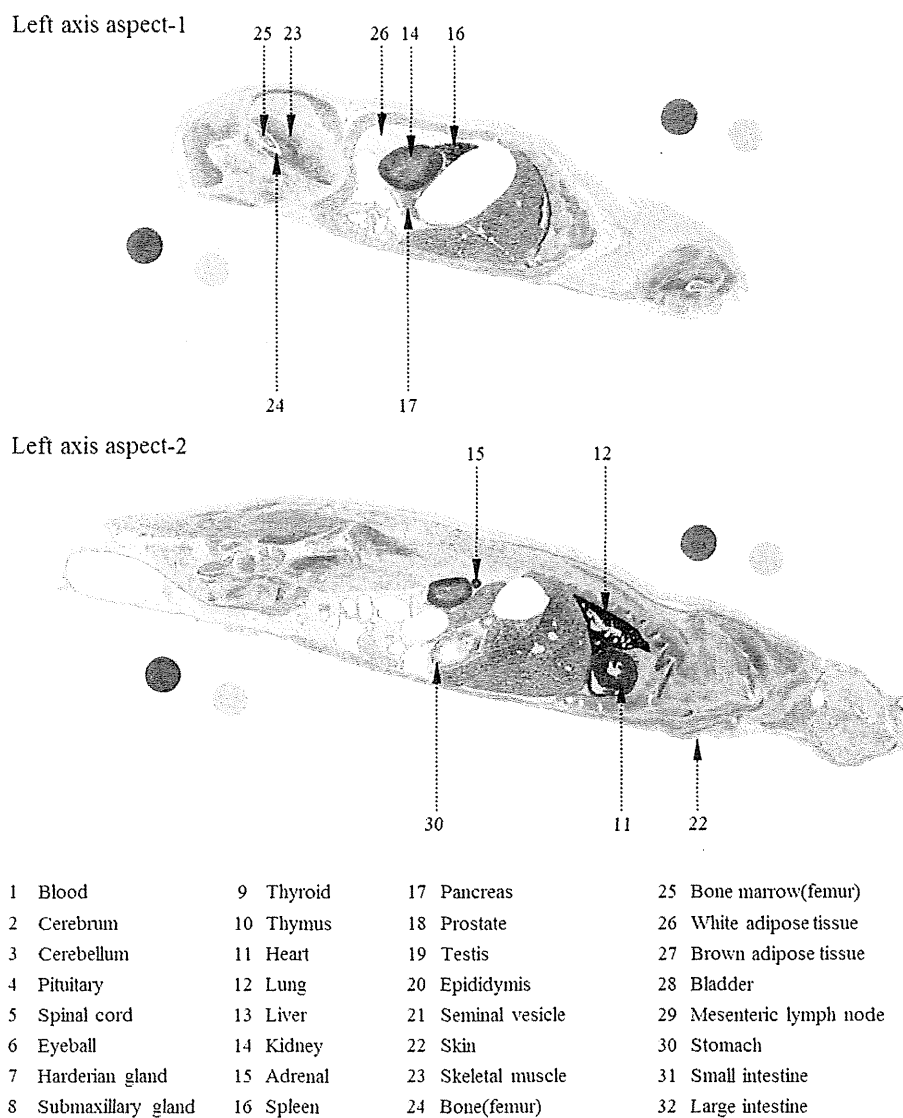 Left axis aspect-1
25 23 26 14 16
24 17
Left axis aspect-2
15 12
30 11 22
1 Blood 9 Thyroid 17 Pancreas 25 Bone marrow(femur)
2 Cerebrum 10 Thymus 18 Prostate 26 White adipose tissue
3 Cerebellum 11 Heart 19 Testis 27 Brown adipose tissue
4 Pituitary 12 Lung 20 Epididymis 28 Bladder
5 Spinal cord 13 Liver 21 Seminal vesicle 29 Mesenteric lymph node
6 Eyeball 14 Kidney 22 Skin 30 Stomach
7 Harderian gland 15 Adrenal 23 Skeletal muscle 31 Small intestine
8 Submaxillary gland 16 Spleen 24 Bone(femur) 32 Large intestine